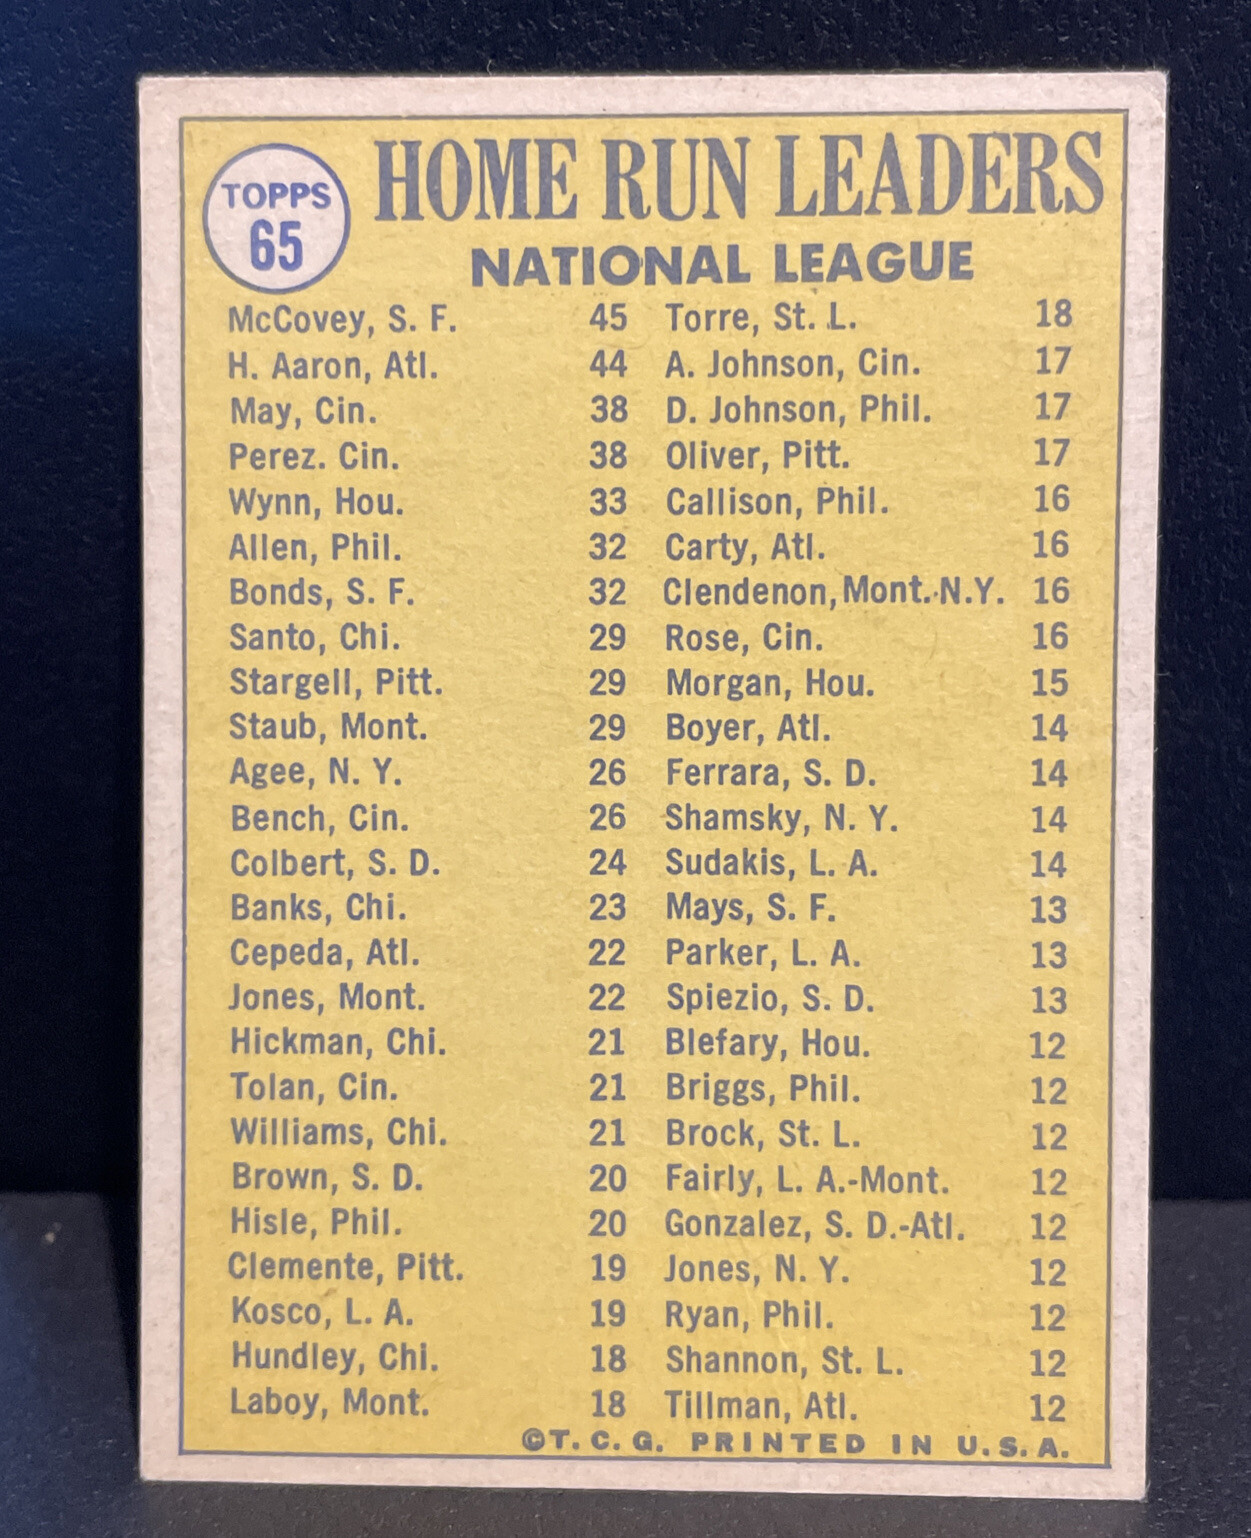 TOPPS
65
HOME RUN LEADERS
NATIONAL LEAGUE
McCovey, S. F. 45
H. Aaron, Atl. 44
May, Cin. 38
Perez. Cin. 38
Wynn, Hou. 33
Allen, Phil. 32
Bonds, S. F. 32
Santo, Chi. 29
Stargell, Pitt. 29
Staub, Mont. 29
Agee, N. Y. 26
Bench, Cin. 26
Colbert, S. D. 24
Banks, Chi. 23
Cepeda, Atl. 22
Jones, Mont. 22
Hickman, Chi. 21
Tolan, Cin. 21
Williams, Chi. 21
Brown, S. D. 20
Hisle, Phil. 20
Clemente, Pitt. 19
Kosco, L. A. 19
Hundley, Chi. 18
Laboy, Mont. 18
Torre, St. L. 18
A. Johnson, Cin. 17
D. Johnson, Phil. 17
Oliver, Pitt. 17
Callison, Phil. 16
Carty, Atl. 16
Clendenon, Mont.-N.Y. 16
Rose, Cin. 16
Morgan, Hou. 15
Boyer, Atl. 14
Ferrara, S. D. 14
Shamsky, N. Y. 14
Sudakis, L. A. 14
Mays, S. F. 13
Parker, L. A. 13
Spiezio, S. D. 13
Blefary, Hou. 12
Briggs, Phil. 12
Brock, St. L. 12
Fairly, L. A.-Mont. 12
Gonzalez, S. D.-Atl. 12
Jones, N. Y. 12
Ryan, Phil. 12
Shannon, St. L. 12
Tillman, Atl. 12
©T. C. G. PRINTED IN U. S. A.